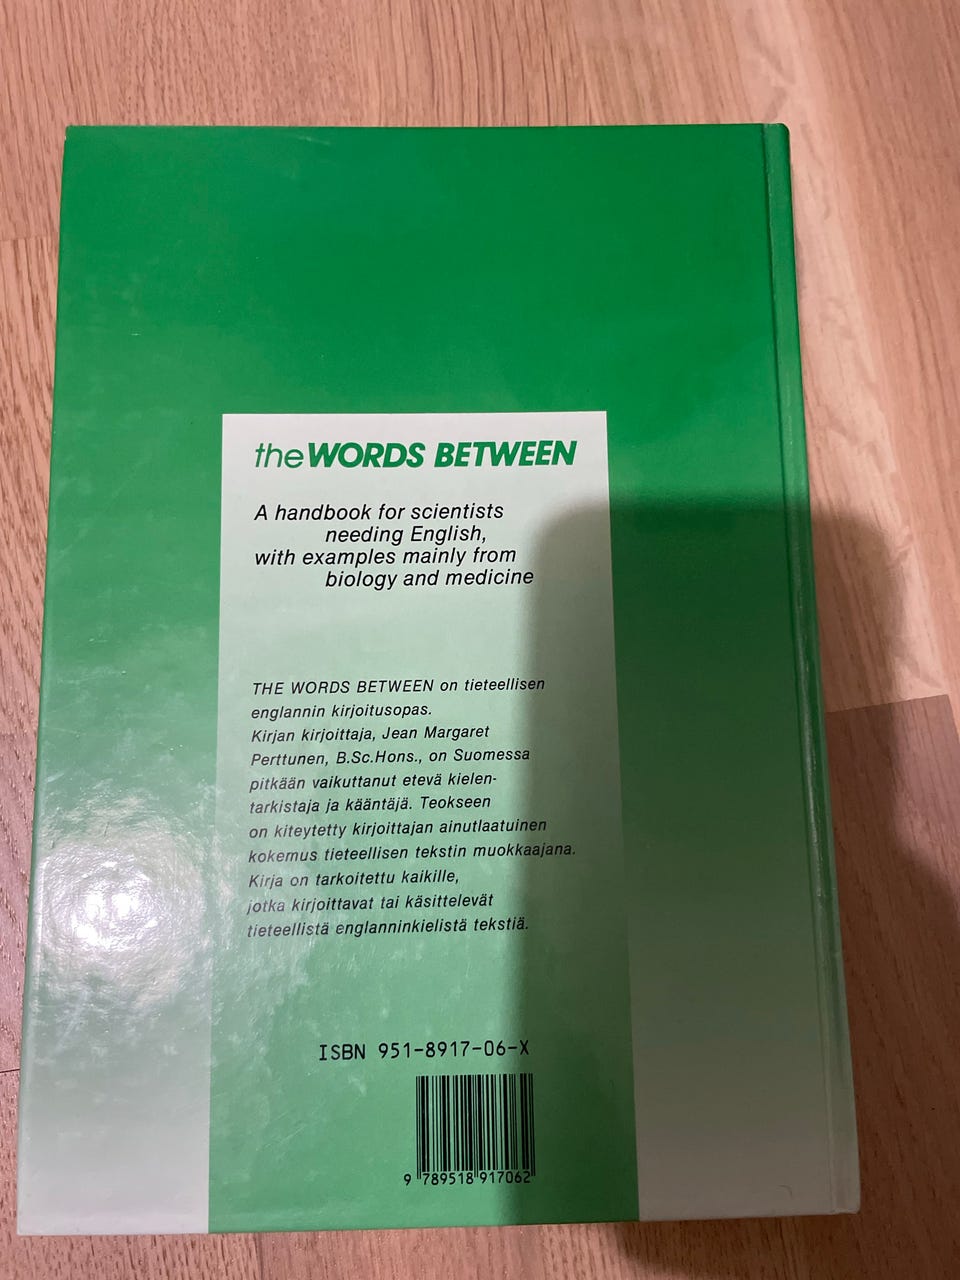 the WORDS BETWEEN
A handbook for scientists
needing English,
with examples mainly from
biology and medicine
THE WORDS BETWEEN on tieteellisen
englannin kirjoitusopas.
Kirjan kirjoittaja, Jean Margaret
Perttunen, B.Sc.Hons., on Suomessa
pitkään vaikuttanut etevä kielen-
tarkistaja ja kääntäjä. Teokseen
on kiteytetty kirjoittajan ainutlaatuinen
kokemus tieteellisen tekstin muokkaajana.
Kirja on tarkoitettu kaikille,
jotka kirjoittavat tai käsittelevät
tieteellistä englanninkielistä tekstiä.
ISBN 951-8917-06-X
9 789518 917062